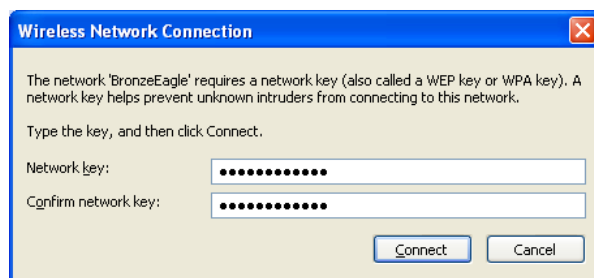 Wireless Network Connection
The network 'BronzeEagle' requires a network key (also called a WEP key or WPA key). A
network key helps prevent unknown intruders from connecting to this network.
Type the key, and then click Connect.
Network key: ●●●●●●●●●●●●
Confirm network key: ●●●●●●●●●●●●
Connect Cancel